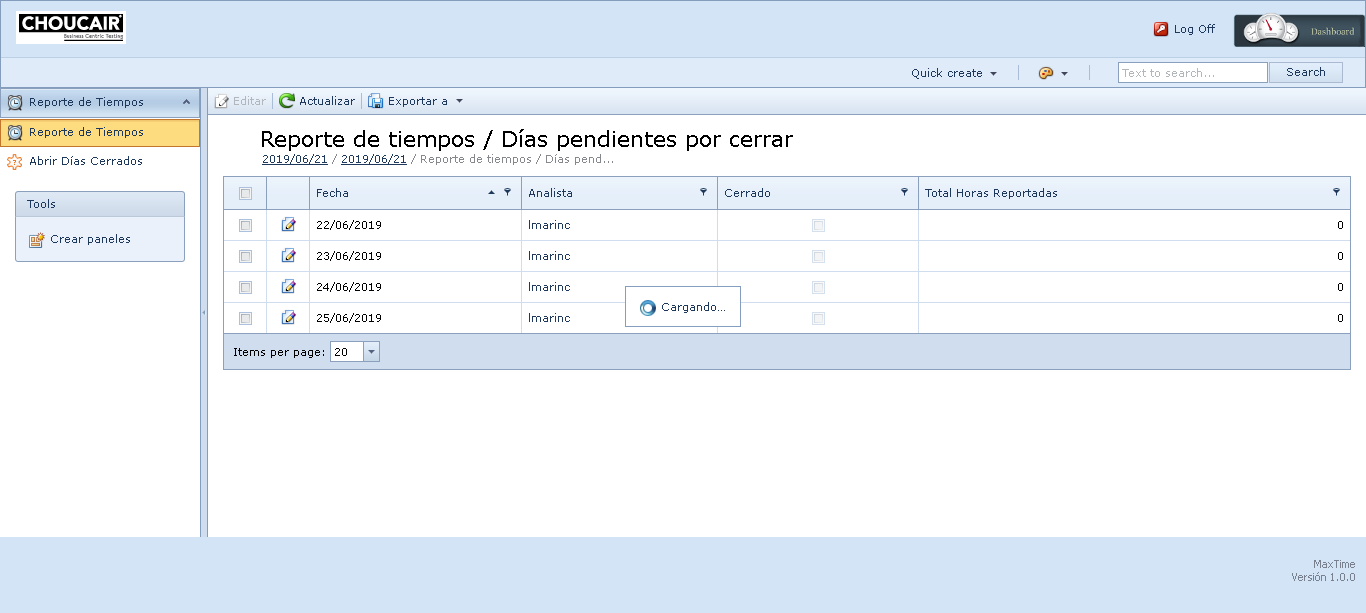 CHOUCAIR
Business Centric Testing
Log Off
Dashboard
Quick create
Text to search...
Search
Reporte de Tiempos
Reporte de Tiempos
Abrir Días Cerrados
Tools
Crear paneles
Editar
Actualizar
Exportar a
Reporte de tiempos / Días pendientes por cerrar
2019/06/21 / 2019/06/21 / Reporte de tiempos / Días pend...
Fecha Analista Cerrado Total Horas Reportadas
22/06/2019 lmarinc 0
23/06/2019 lmarinc 0
24/06/2019 lmarinc 0
25/06/2019 lmarinc 0
Cargando...
Items per page: 20
MaxTime
Versión 1.0.0